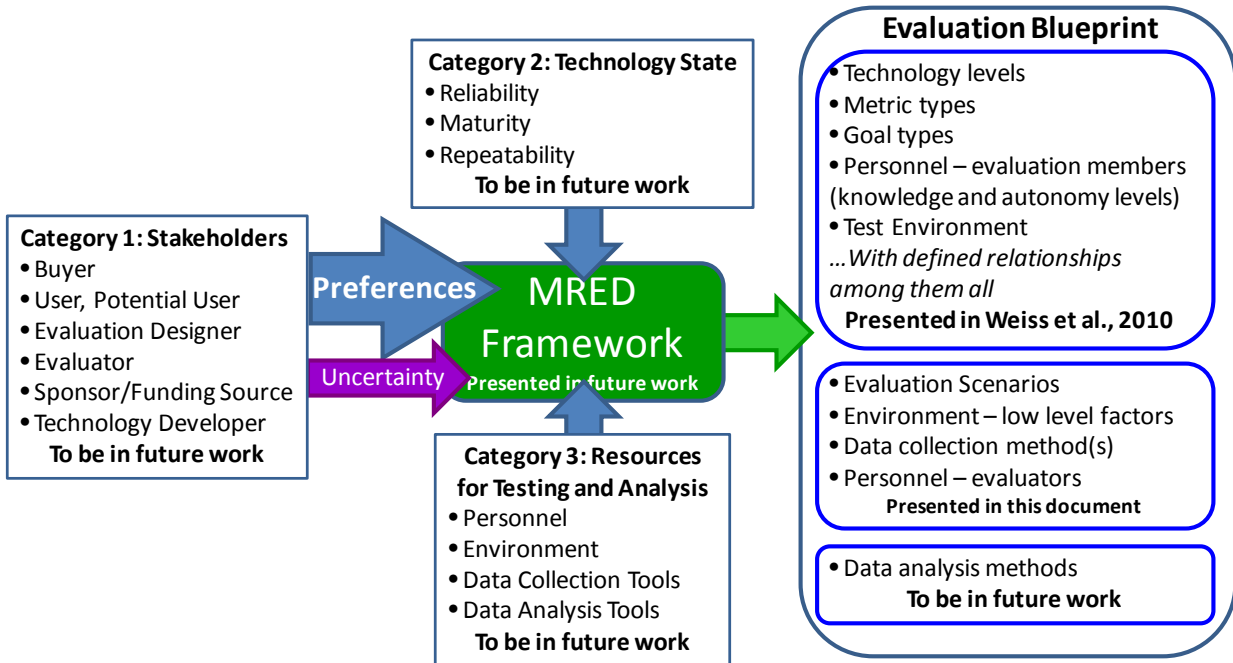 Category 1: Stakeholders
• Buyer
• User, Potential User
• Evaluation Designer
• Evaluator
• Sponsor/Funding Source
• Technology Developer
To be in future work
Preferences
Uncertainty
Category 2: Technology State
• Reliability
• Maturity
• Repeatability
To be in future work
MRED
Framework
Presented in future work
Category 3: Resources
for Testing and Analysis
• Personnel
• Environment
• Data Collection Tools
• Data Analysis Tools
To be in future work
Evaluation Blueprint
• Technology levels
• Metric types
• Goal types
• Personnel – evaluation members
(knowledge and autonomy levels)
• Test Environment
...With defined relationships
among them all
Presented in Weiss et al., 2010
• Evaluation Scenarios
• Environment – low level factors
• Data collection method(s)
• Personnel – evaluators
Presented in this document
• Data analysis methods
To be in future work